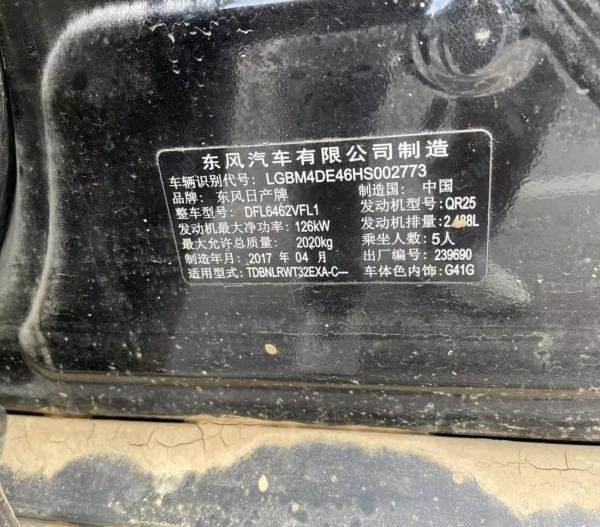 东风汽车有限公司制造
车辆识别代号: LGBM4DE46HS002773
品牌: 东风日产牌 制造国: 中国
整车型号: DFL6462VFL1 发动机型号: QR25
发动机最大净功率: 126kW 发动机排量: 2.488L
最大允许总质量: 2020kg 乘坐人数: 5人
制造年月: 2017 年 04 月 出厂编号: 239690
适用型式: TDBNLRWT32EXA-C--- 车体色内饰: G41G